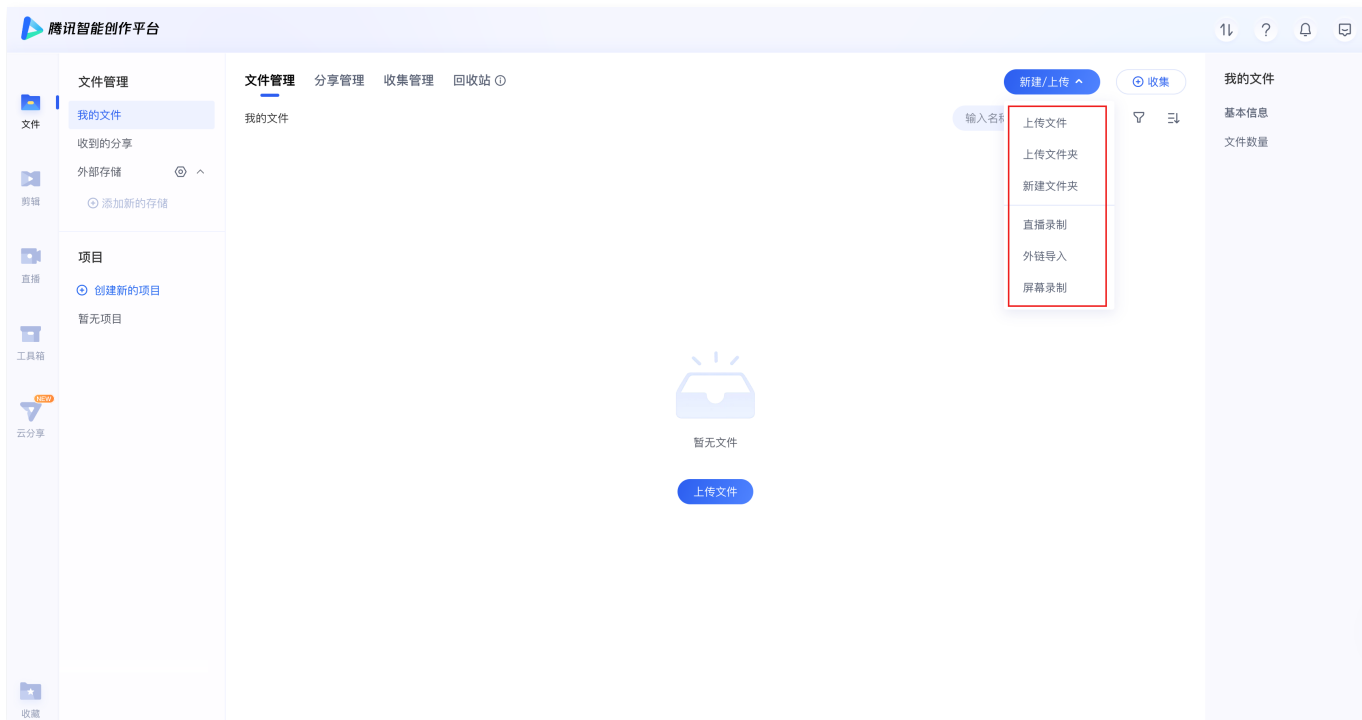 腾讯智能创作平台
文件
剪辑
直播
工具箱
NEW
云分享
收藏
文件管理
我的文件
收到的分享
外部存储
添加新的存储
项目
创建新的项目
暂无项目
文件管理 分享管理 收集管理 回收站
新建/上传
收集
我的文件
输入名称
上传文件
上传文件夹
新建文件夹
直播录制
外链导入
屏幕录制
暂无文件
上传文件
我的文件
基本信息
文件数量